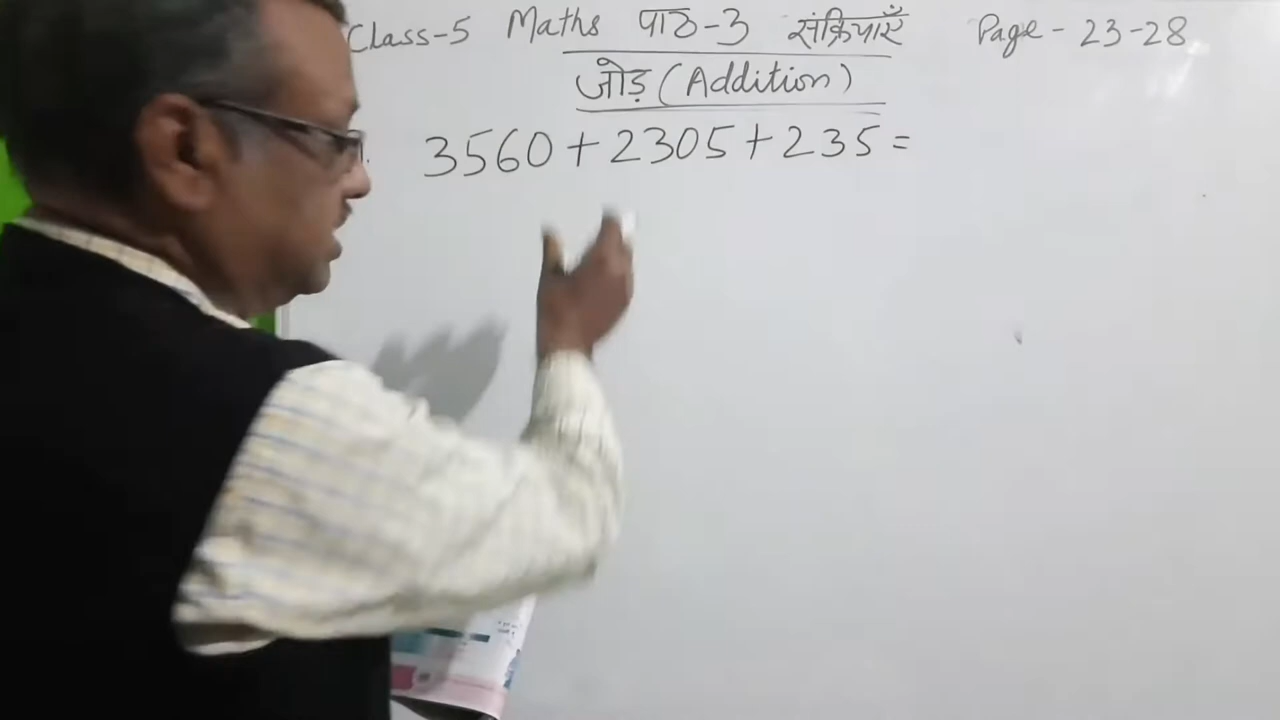 Class-5 Maths पाठ-3 संक्रियाएँ Page - 23-28
जोड़ (Addition)
3560+2305+235=